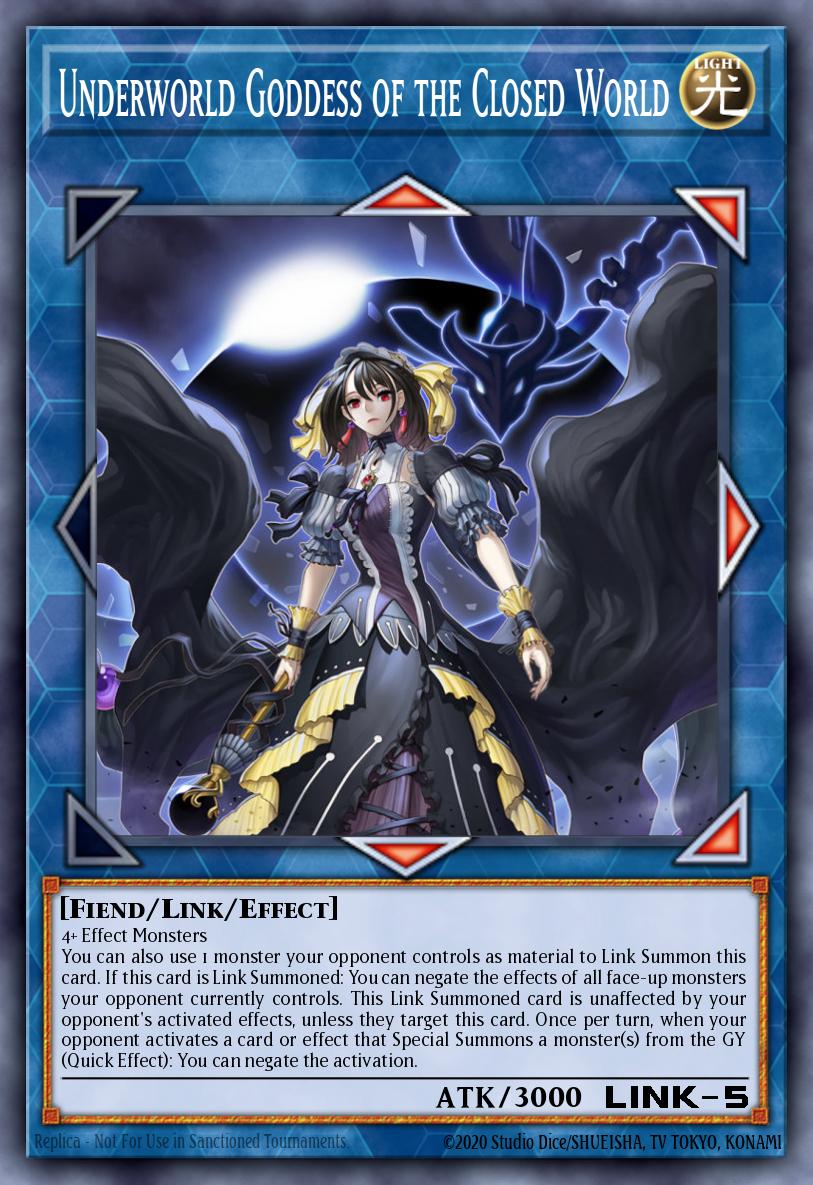 Underworld Goddess of the Closed World
LIGHT
光
[Fiend/Link/Effect]
4+ Effect Monsters
You can also use 1 monster your opponent controls as material to Link Summon this
card. If this card is Link Summoned: You can negate the effects of all face-up monsters
your opponent currently controls. This Link Summoned card is unaffected by your
opponent's activated effects, unless they target this card. Once per turn, when your
opponent activates a card or effect that Special Summons a monster(s) from the GY
(Quick Effect): You can negate the activation.
ATK/3000 LINK-5
Replica - Not For Use in Sanctioned Tournaments.
©2020 Studio Dice/SHUEISHA, TV TOKYO, KONAMI